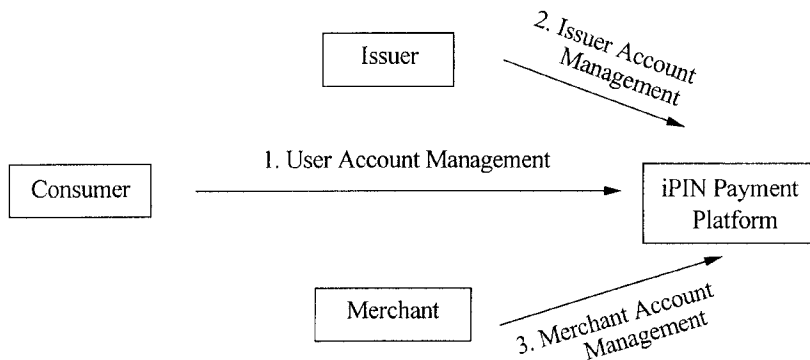 Issuer
2. Issuer Account
Management
1. User Account Management
Consumer
iPIN Payment
Platform
Merchant
3. Merchant Account
Management